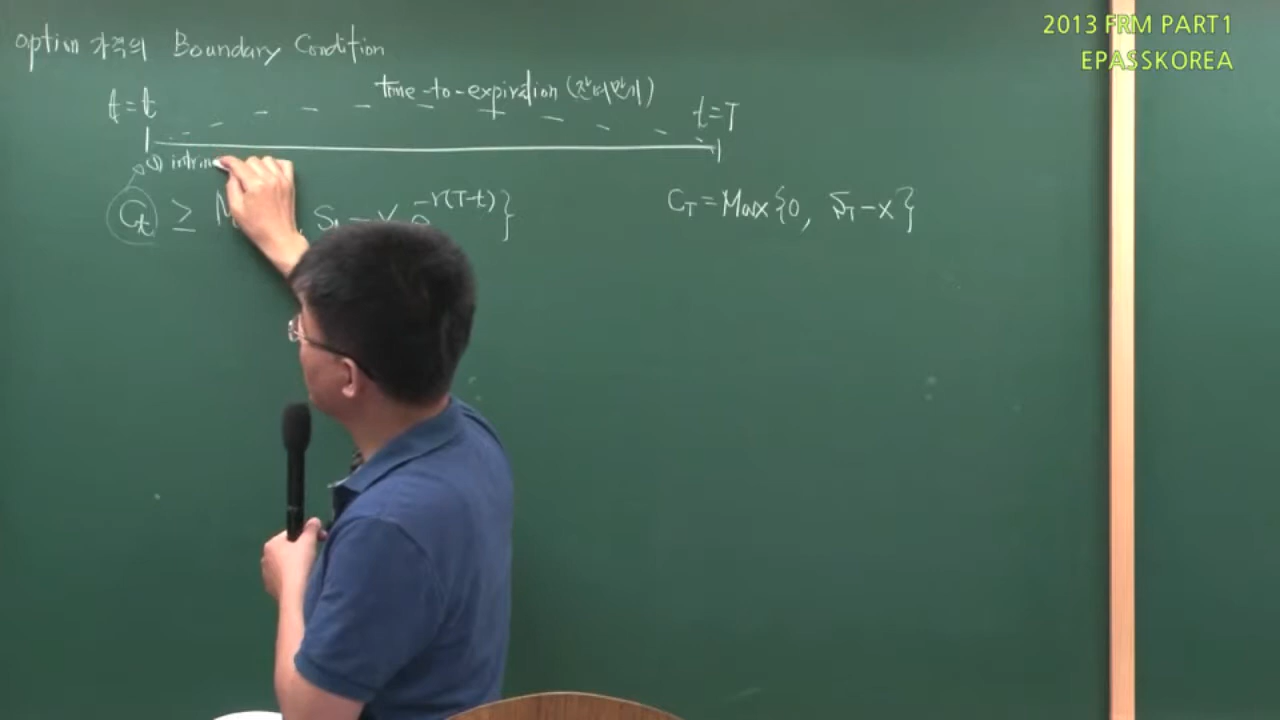 2013 FRM PART1
EPASSKOREA
option 가격의 Boundary Condition
time-to-expiration (잔여만기)
t=t
t=T
① intrin
Ct ≥ M , St - X e^-r(T-t)}
CT = Max{0, ST-X}